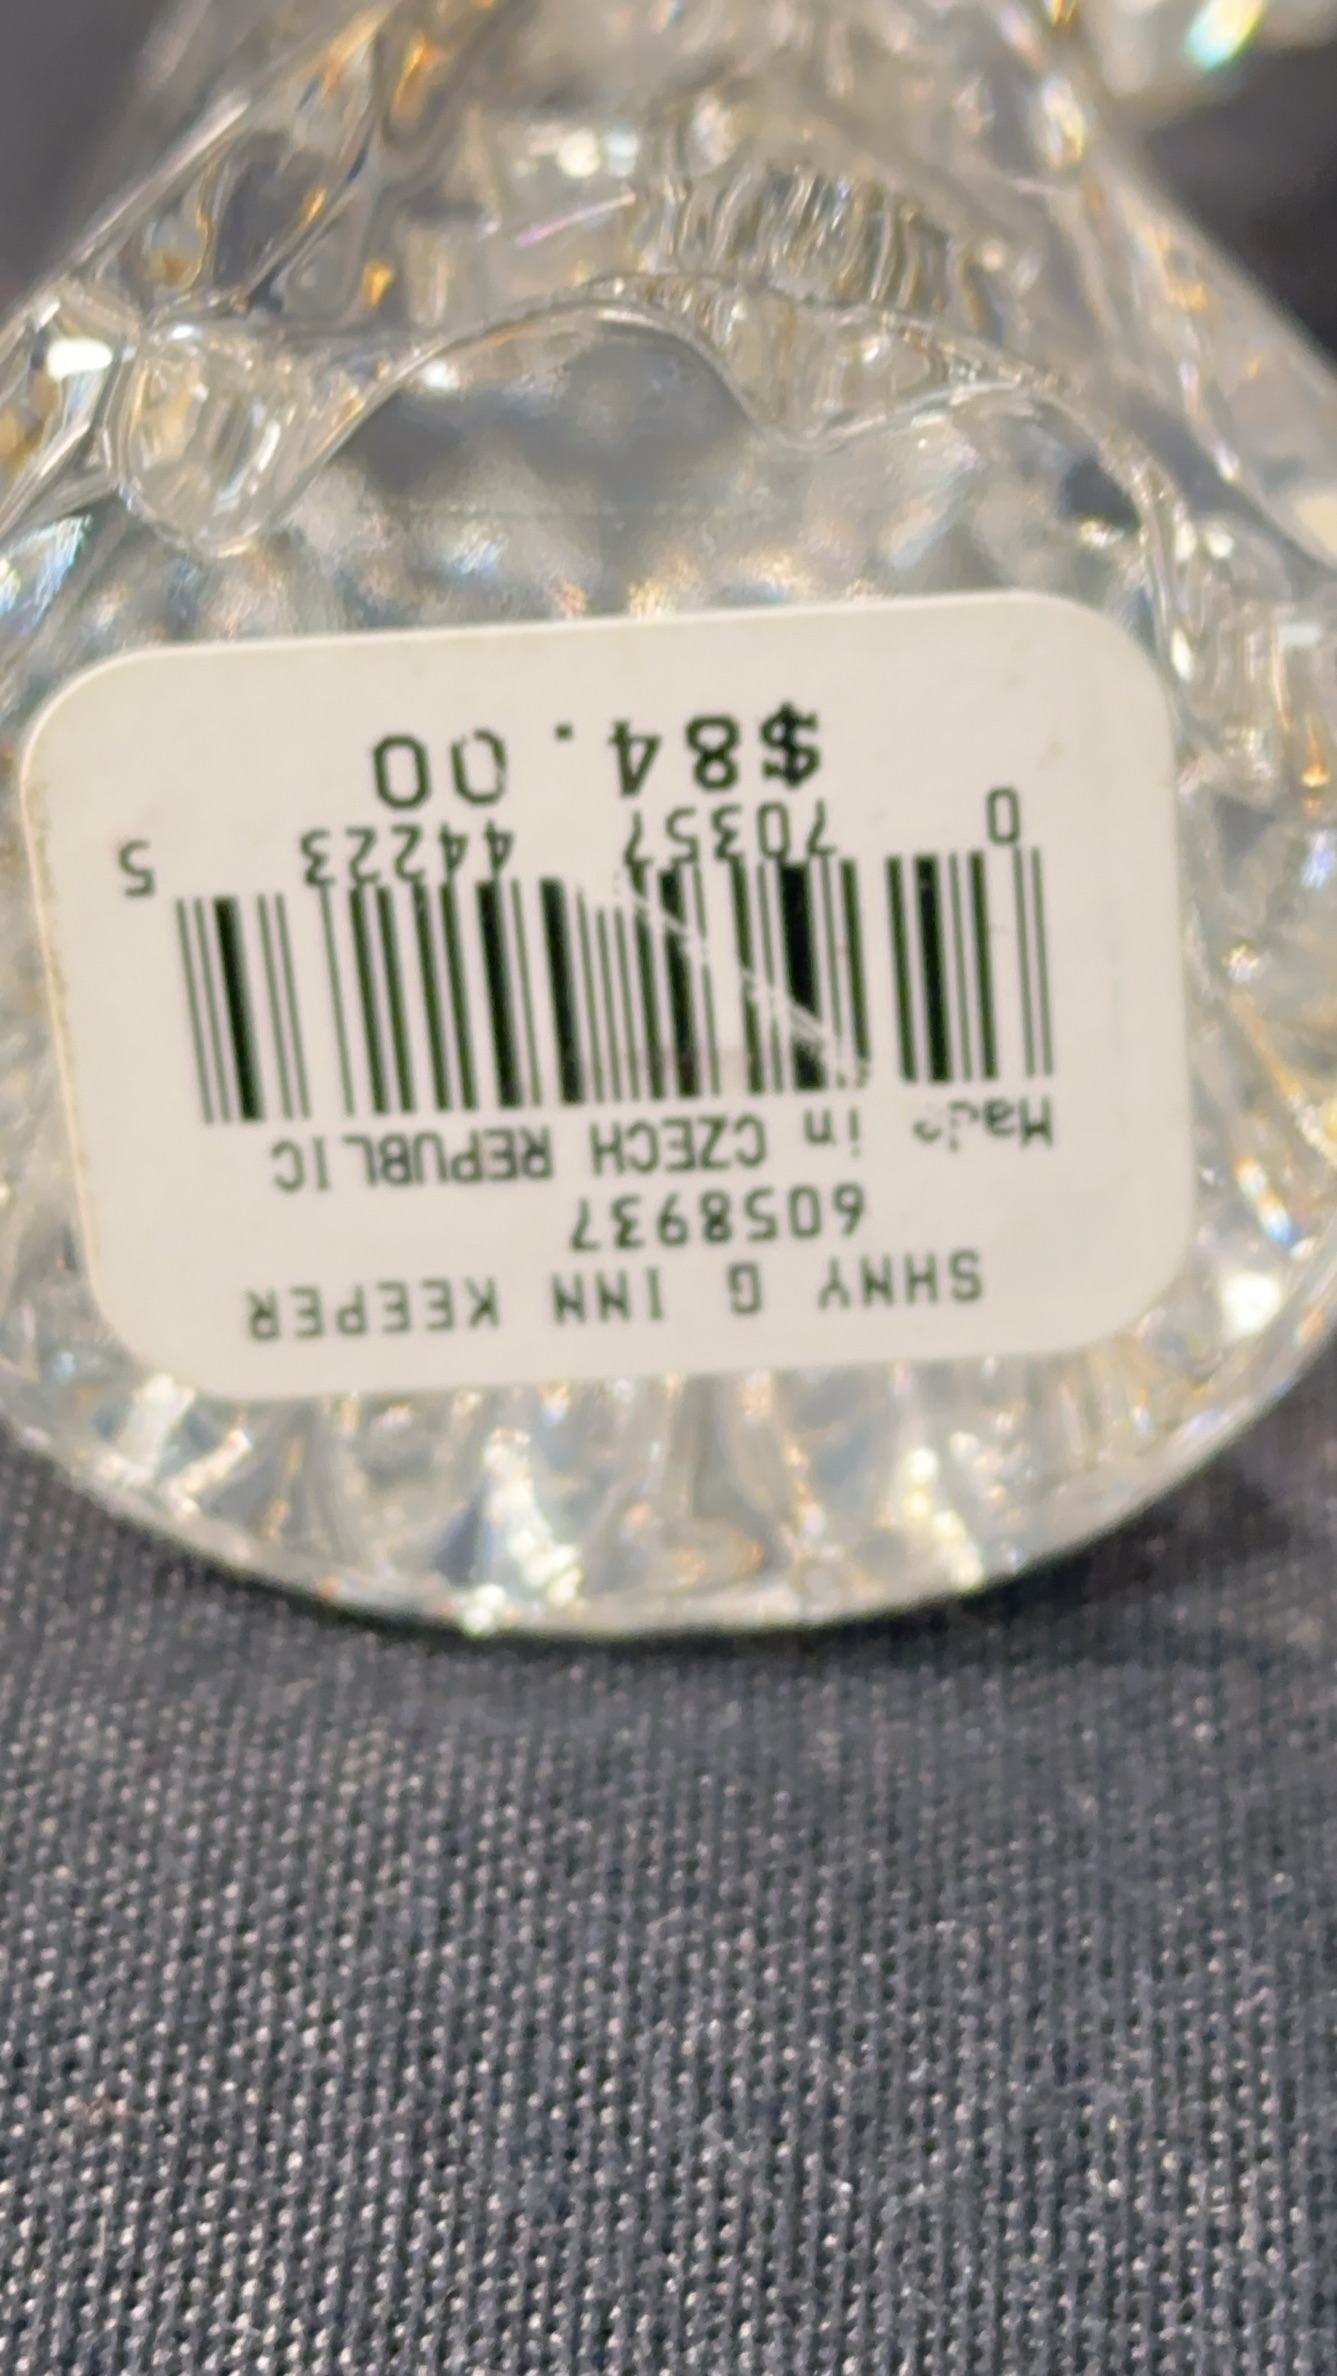 SHNY G INN KEEPER
6058937
Made in CZECH REPUBLIC
0 70357 44223 5
$84.00